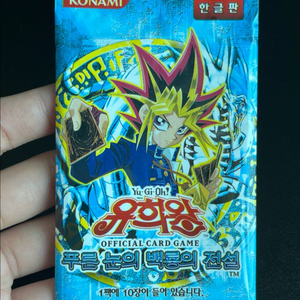 KONAMI
한글판
Yu-Gi-Oh!
유희왕
OFFICIAL CARD GAME
푸른 눈의 백룡의 전설
TM
1팩에 10장이 들어 있습니다